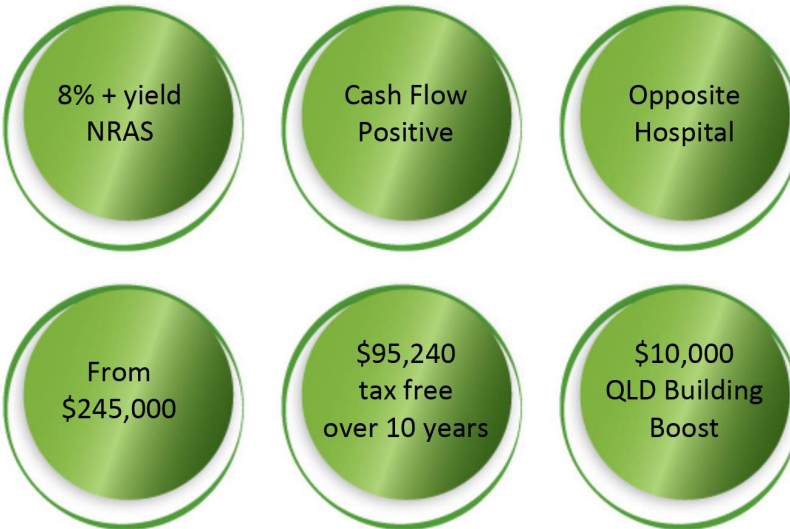 8% + yield
NRAS
Cash Flow
Positive
Opposite
Hospital
From
$245,000
$95,240
tax free
over 10 years
$10,000
QLD Building
Boost